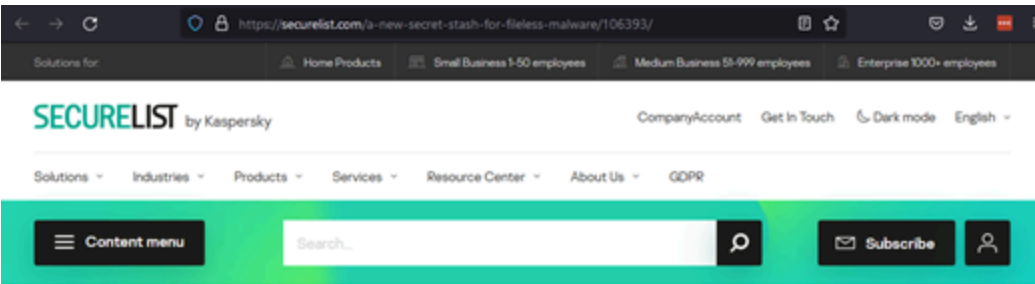 https://securelist.com/a-new-secret-stash-for-fileless-malware/106393/
Solutions for: Home Products Small Business 1-50 employees Medium Business 51-999 employees Enterprise 1000+ employees
SECURELIST by Kaspersky CompanyAccount Get In Touch Dark mode English
Solutions Industries Products Services Resource Center About Us GDPR
Content menu Search... Subscribe